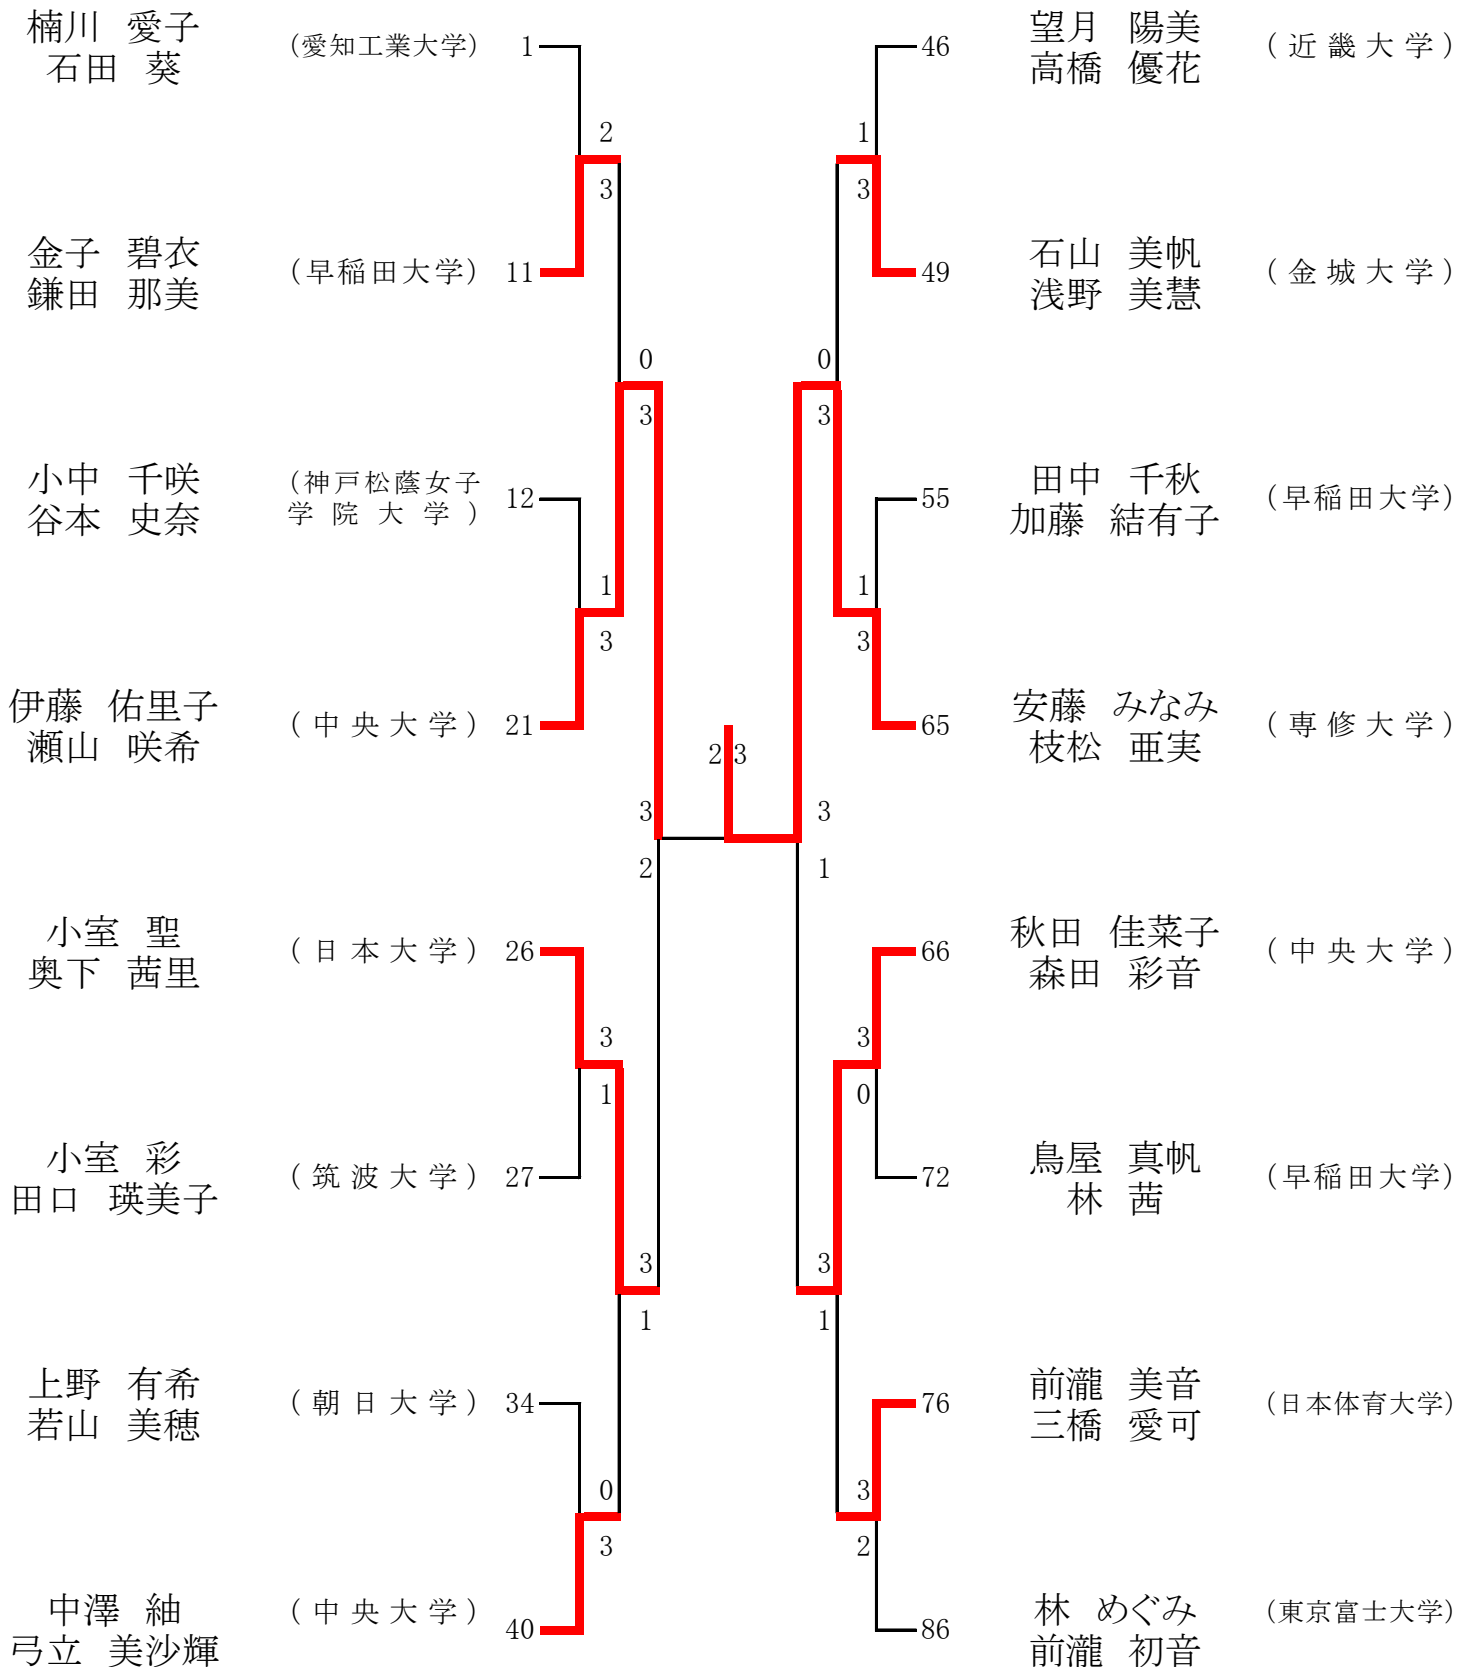 楠川 愛子
石田 葵
(愛知工業大学) 1
2
3
金子 碧衣
鎌田 那美
(早稲田大学) 11
0
3
小中 千咲
谷本 史奈
(神戸松蔭女子
学院大学) 12
1
3
伊藤 佑里子
瀬山 咲希
(中央大学) 21
3
2
小室 聖
奥下 茜里
(日本大学) 26
3
1
小室 彩
田口 瑛美子
(筑波大学) 27
3
1
上野 有希
若山 美穂
(朝日大学) 34
0
3
中澤 紬
弓立 美沙輝
(中央大学) 40
2 3
46 望月 陽美
高橋 優花
(近畿大学)
1
3
49 石山 美帆
浅野 美慧
(金城大学)
0
3
55 田中 千秋
加藤 結有子
(早稲田大学)
1
3
65 安藤 みなみ
枝松 亜実
(専修大学)
3
1
66 秋田 佳菜子
森田 彩音
(中央大学)
3
0
72 鳥屋 真帆
林 茜
(早稲田大学)
3
1
76 前瀧 美音
三橋 愛可
(日本体育大学)
3
2
86 林 めぐみ
前瀧 初音
(東京富士大学)